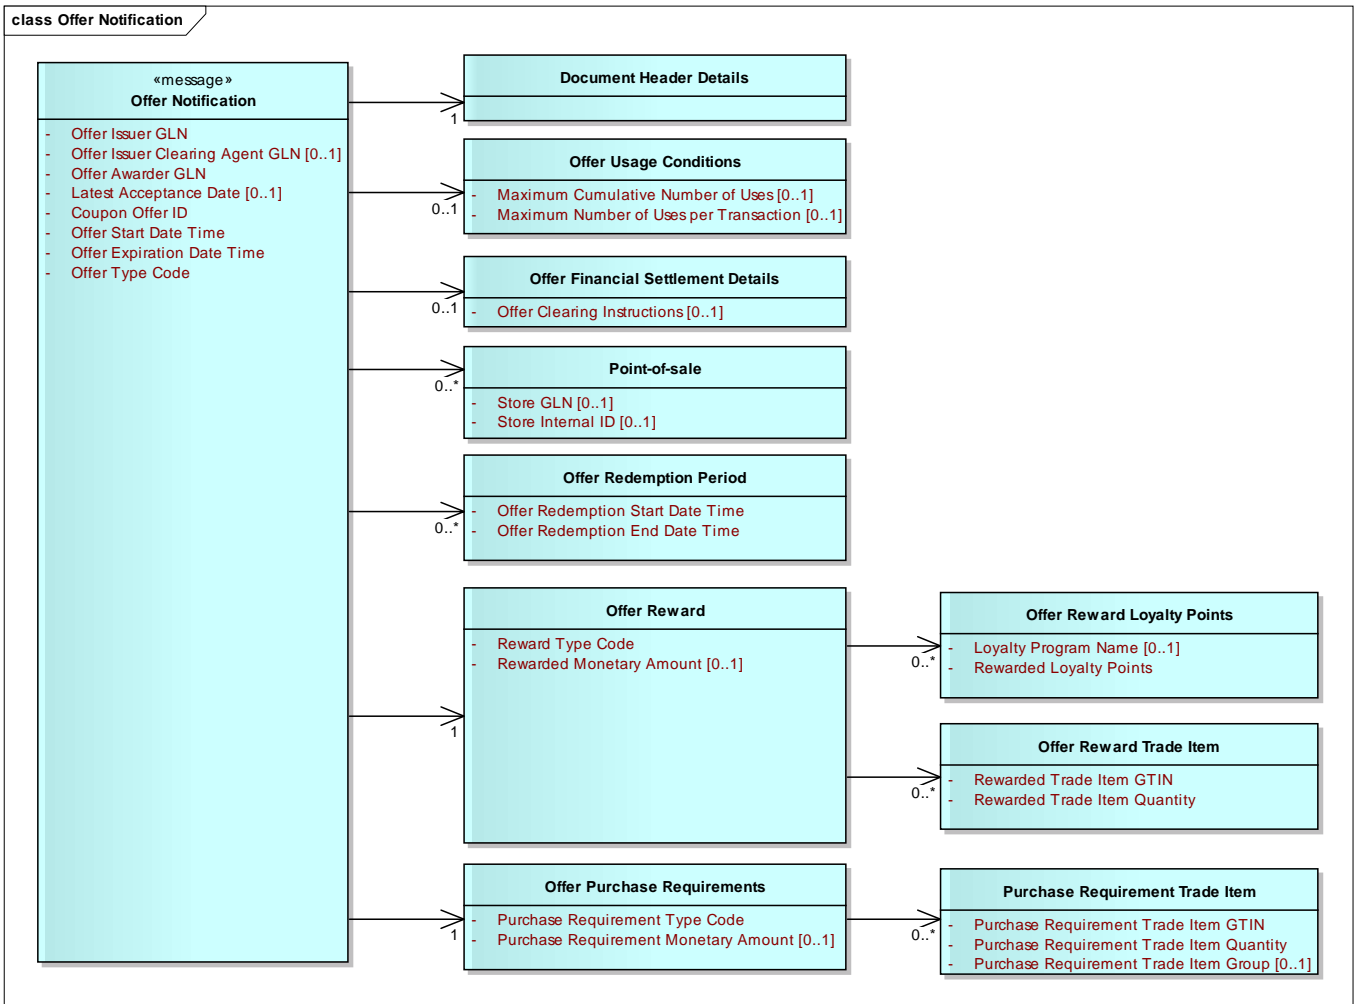 class Offer Notification
«message»
Offer Notification
- Offer Issuer GLN
- Offer Issuer Clearing Agent GLN [0..1]
- Offer Awarder GLN
- Latest Acceptance Date [0..1]
- Coupon Offer ID
- Offer Start Date Time
- Offer Expiration Date Time
- Offer Type Code
Document Header Details
1
Offer Usage Conditions
- Maximum Cumulative Number of Uses [0..1]
- Maximum Number of Uses per Transaction [0..1]
0..1
Offer Financial Settlement Details
- Offer Clearing Instructions [0..1]
0..1
Point-of-sale
- Store GLN [0..1]
- Store Internal ID [0..1]
0..*
Offer Redemption Period
- Offer Redemption Start Date Time
- Offer Redemption End Date Time
0..*
Offer Reward
- Reward Type Code
- Rewarded Monetary Amount [0..1]
1
Offer Reward Loyalty Points
- Loyalty Program Name [0..1]
- Rewarded Loyalty Points
0..*
Offer Reward Trade Item
- Rewarded Trade Item GTIN
- Rewarded Trade Item Quantity
0..*
Offer Purchase Requirements
- Purchase Requirement Type Code
- Purchase Requirement Monetary Amount [0..1]
1
Purchase Requirement Trade Item
- Purchase Requirement Trade Item GTIN
- Purchase Requirement Trade Item Quantity
- Purchase Requirement Trade Item Group [0..1]
0..*